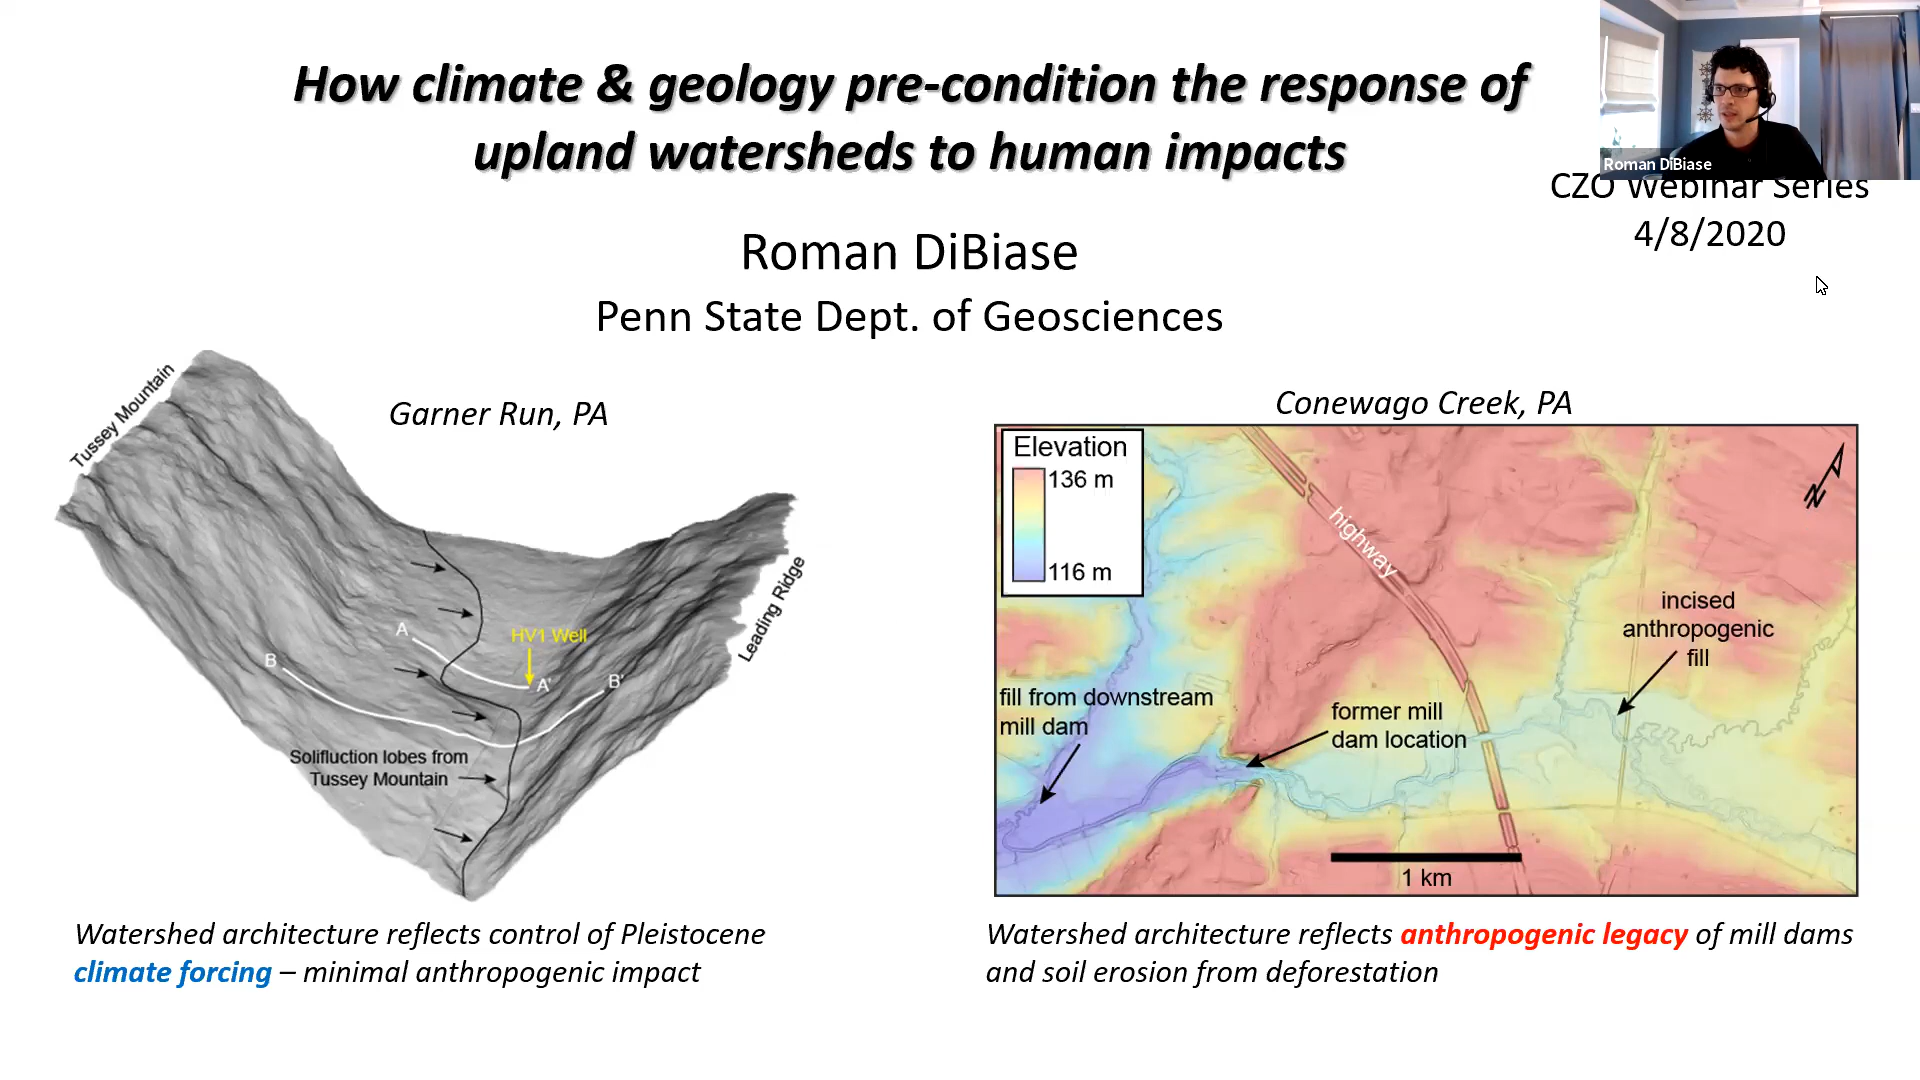 How climate & geology pre-condition the response of
upland watersheds to human impacts
Roman DiBiase
CZO Webinar Series
4/8/2020
Roman DiBiase
Penn State Dept. of Geosciences
Garner Run, PA
Tussey Mountain
Leading Ridge
A
HV1 Well
A'
B
B'
Solifluction lobes from
Tussey Mountain
Conewago Creek, PA
Elevation
136 m
116 m
N
highway
incised
anthropogenic
fill
fill from downstream
mill dam
former mill
dam location
1 km
Watershed architecture reflects control of Pleistocene
climate forcing – minimal anthropogenic impact
Watershed architecture reflects anthropogenic legacy of mill dams
and soil erosion from deforestation